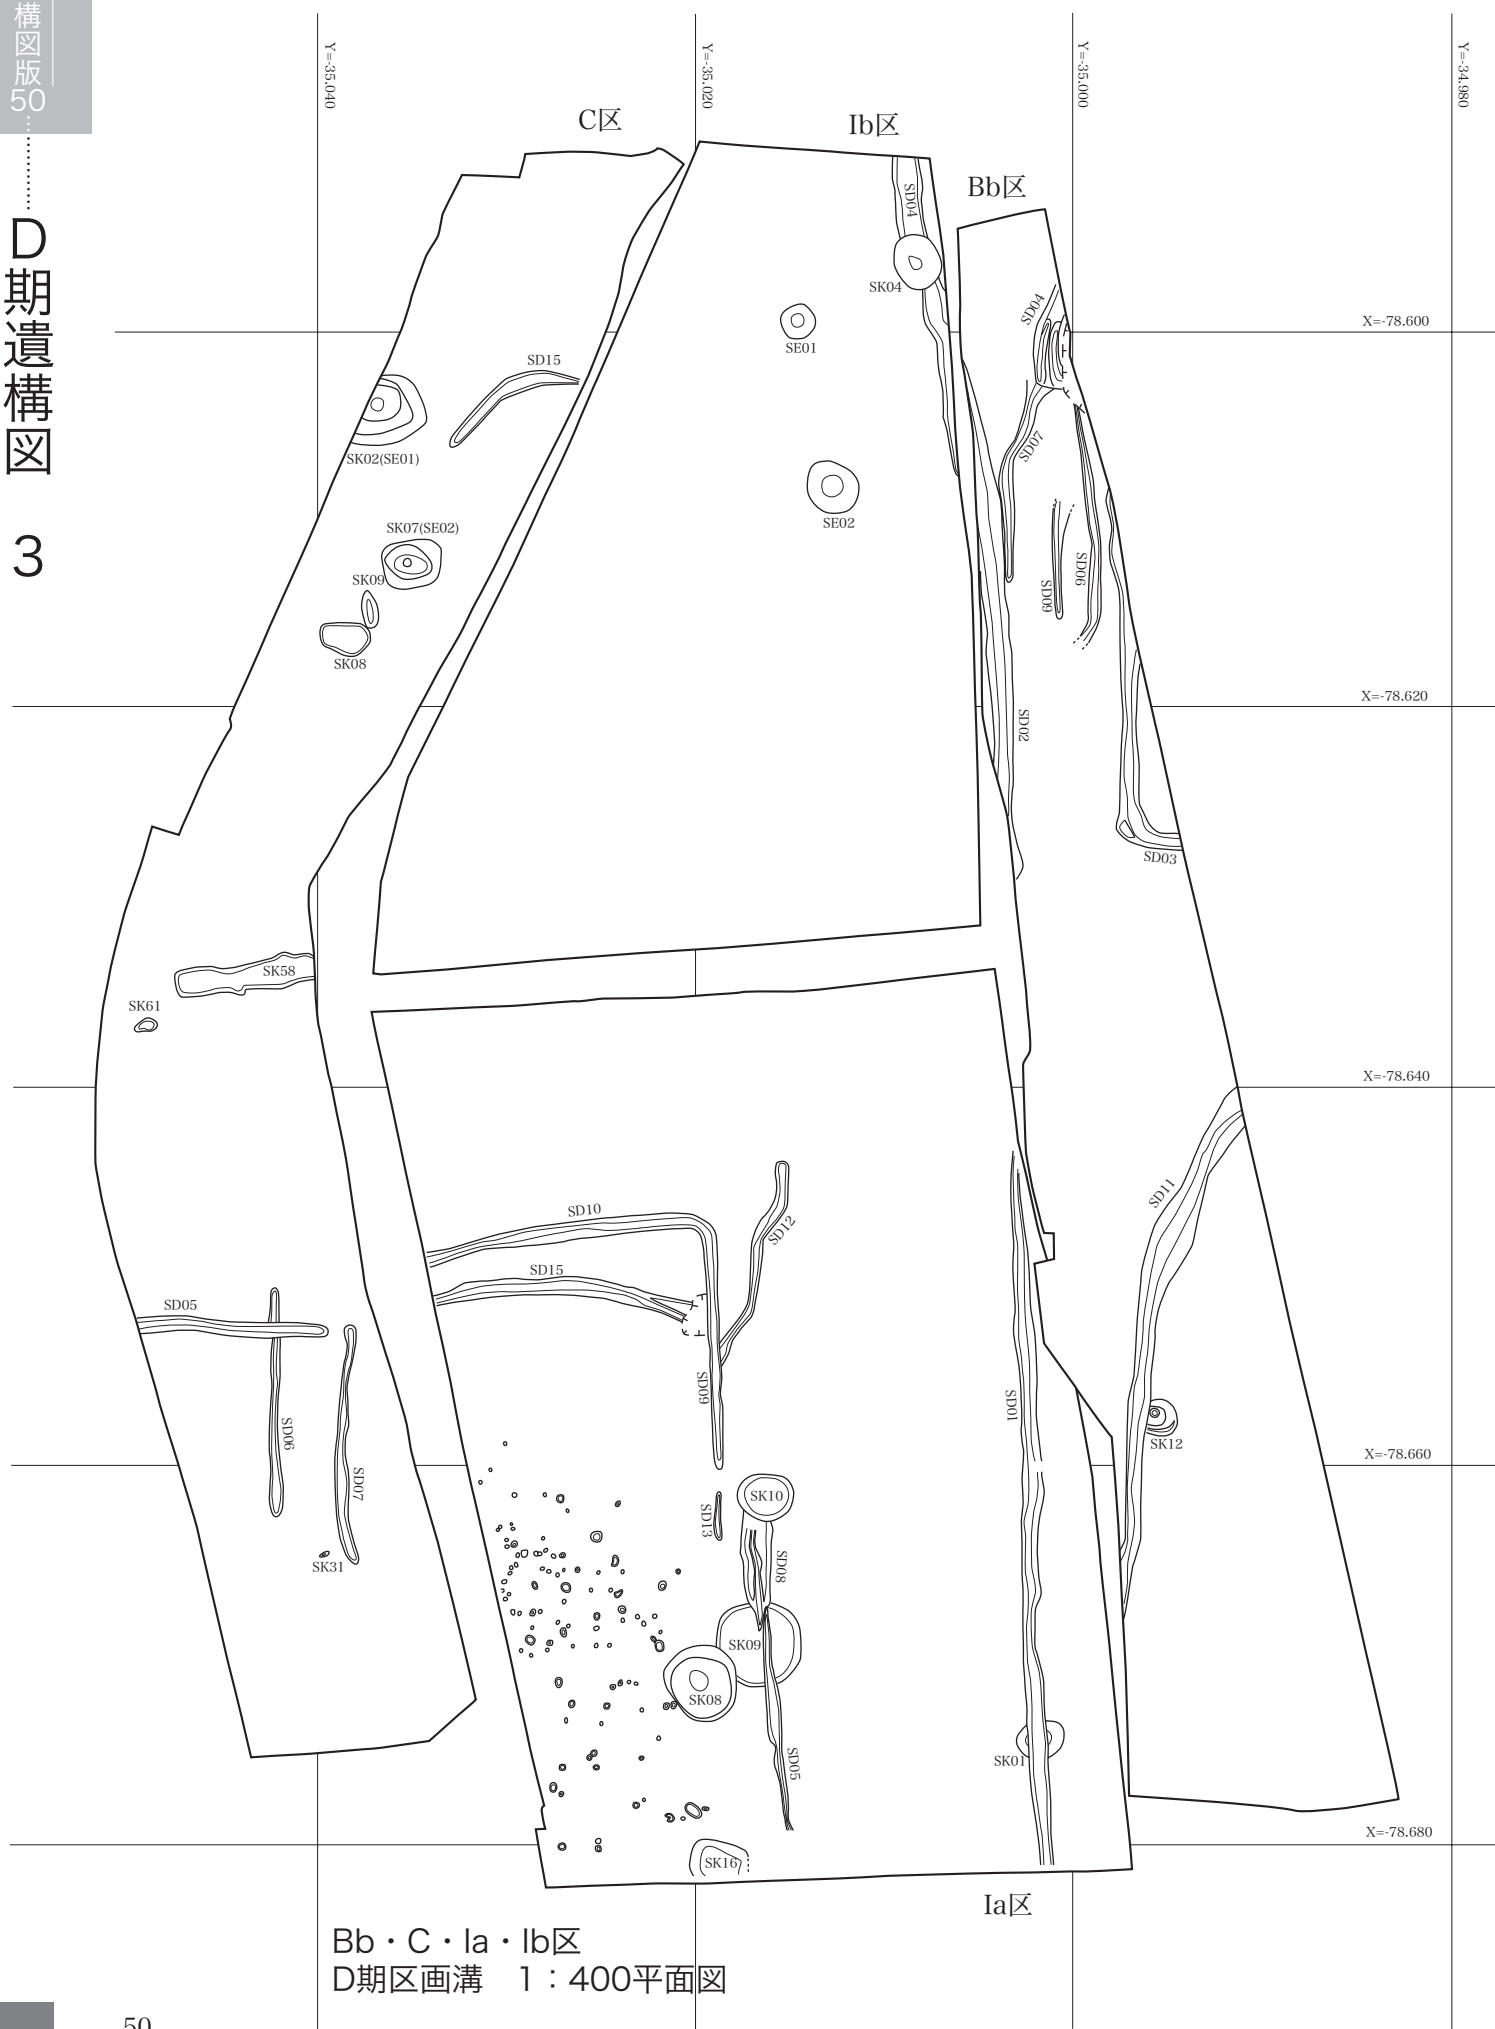 構図版
50
D期遺構図 3
Y=-35.040
Y=-35.020
Y=-35.000
Y=-34.980
C区
Ib区
Bb区
SD04
SK04
SE01
X=-78.600
SD04
SD15
SK02(SE01)
SD07
SE02
SK07(SE02)
SK09
SK08
SD09
SD06
X=-78.620
SD02
SD03
SK58
SK61
X=-78.640
SD11
SD10
SD12
SD15
SD05
SD09
SD01
SD06
SD07
SK12
X=-78.660
SK10
SD13
SD08
SK31
SK09
SK08
SD05
SK01
X=-78.680
SK16
Ia区
Bb・C・Ia・Ib区
D期区画溝 1：400平面図
50